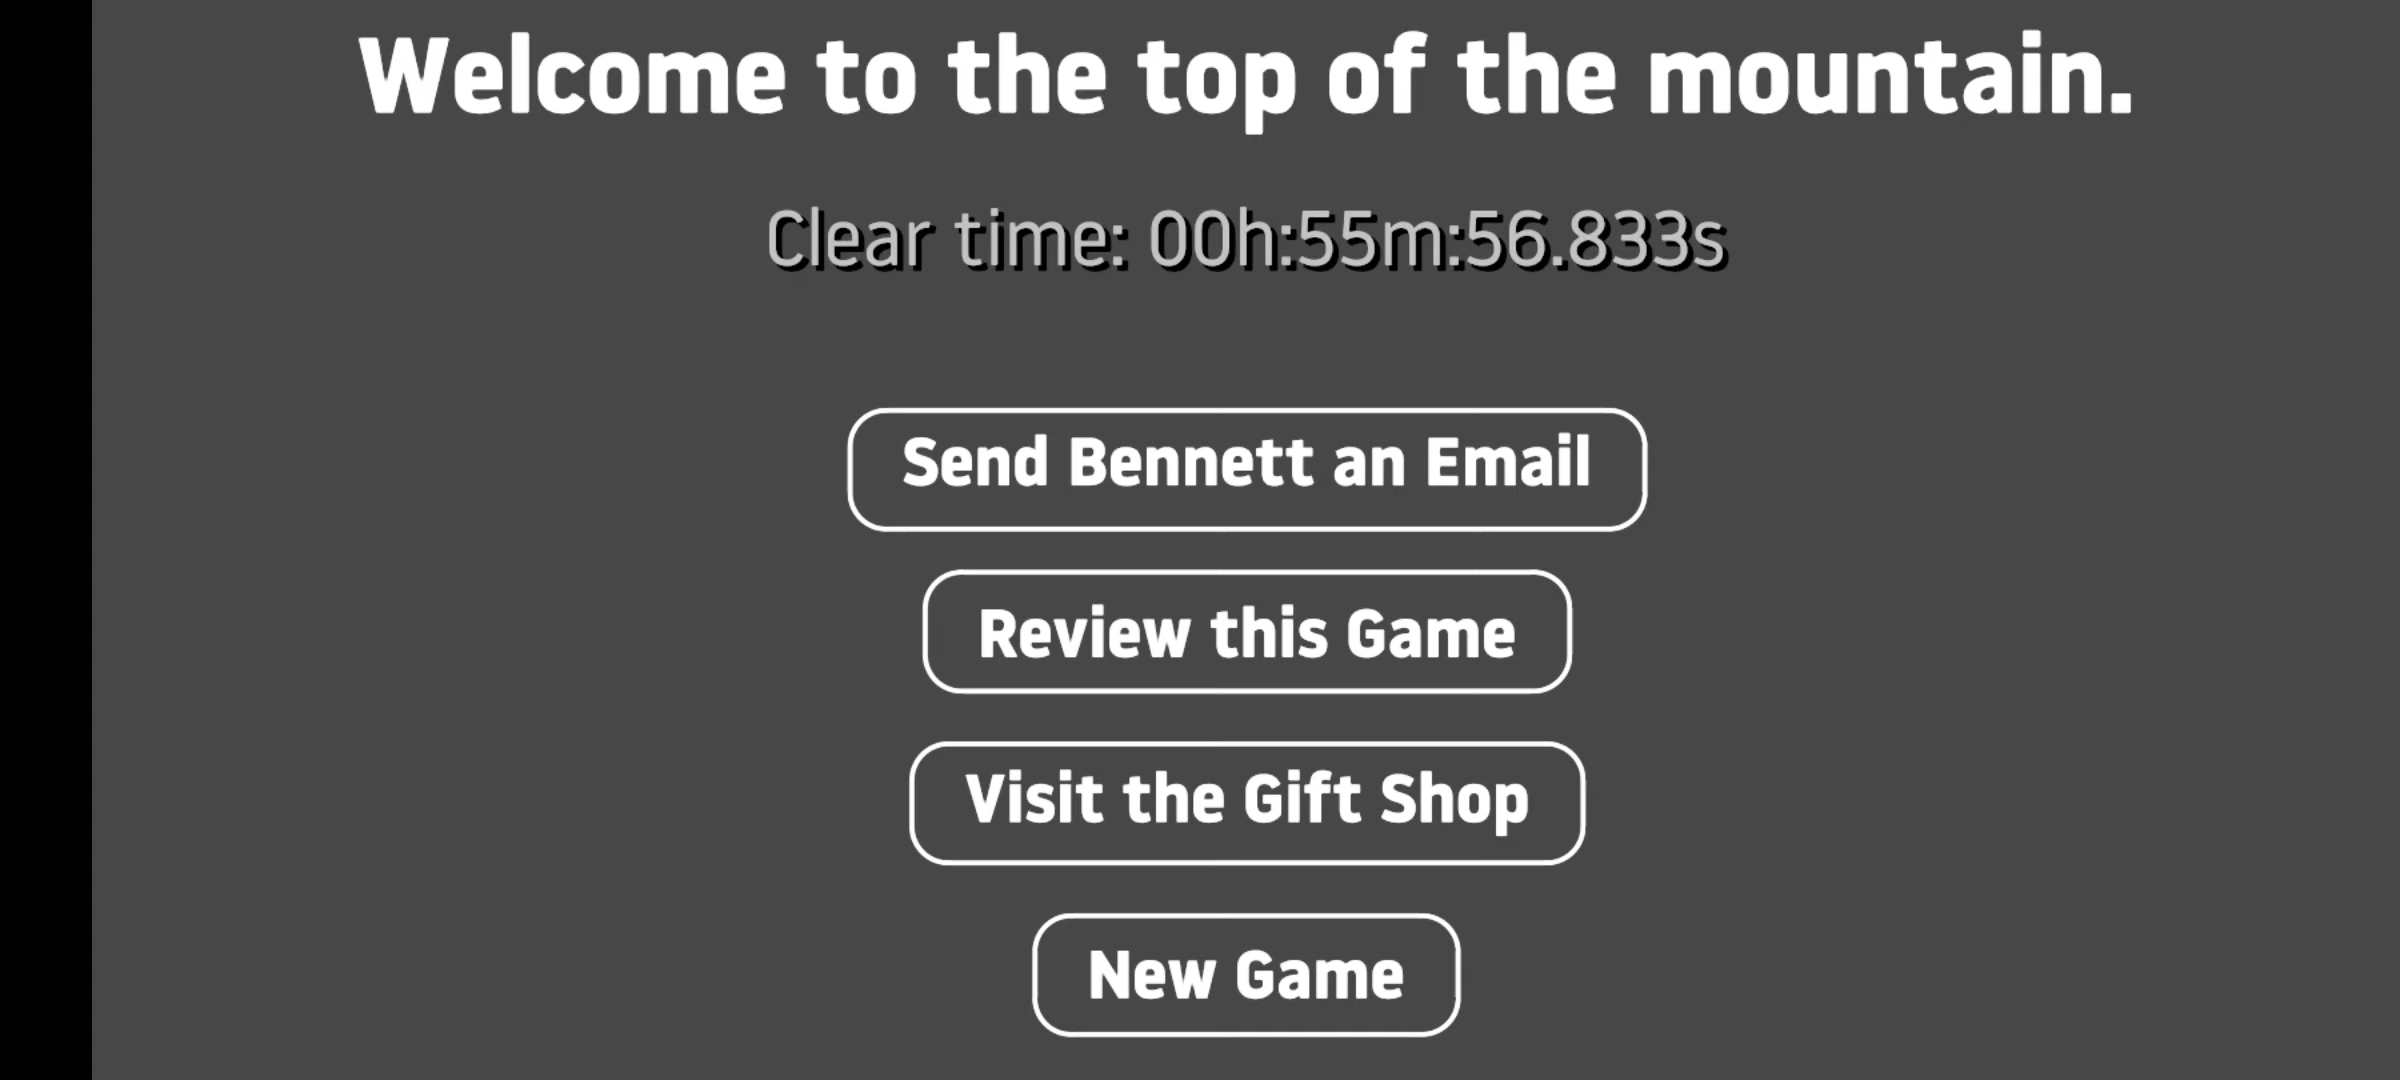 Welcome to the top of the mountain.
Clear time: 00h:55m:56.833s
Send Bennett an Email
Review this Game
Visit the Gift Shop
New Game